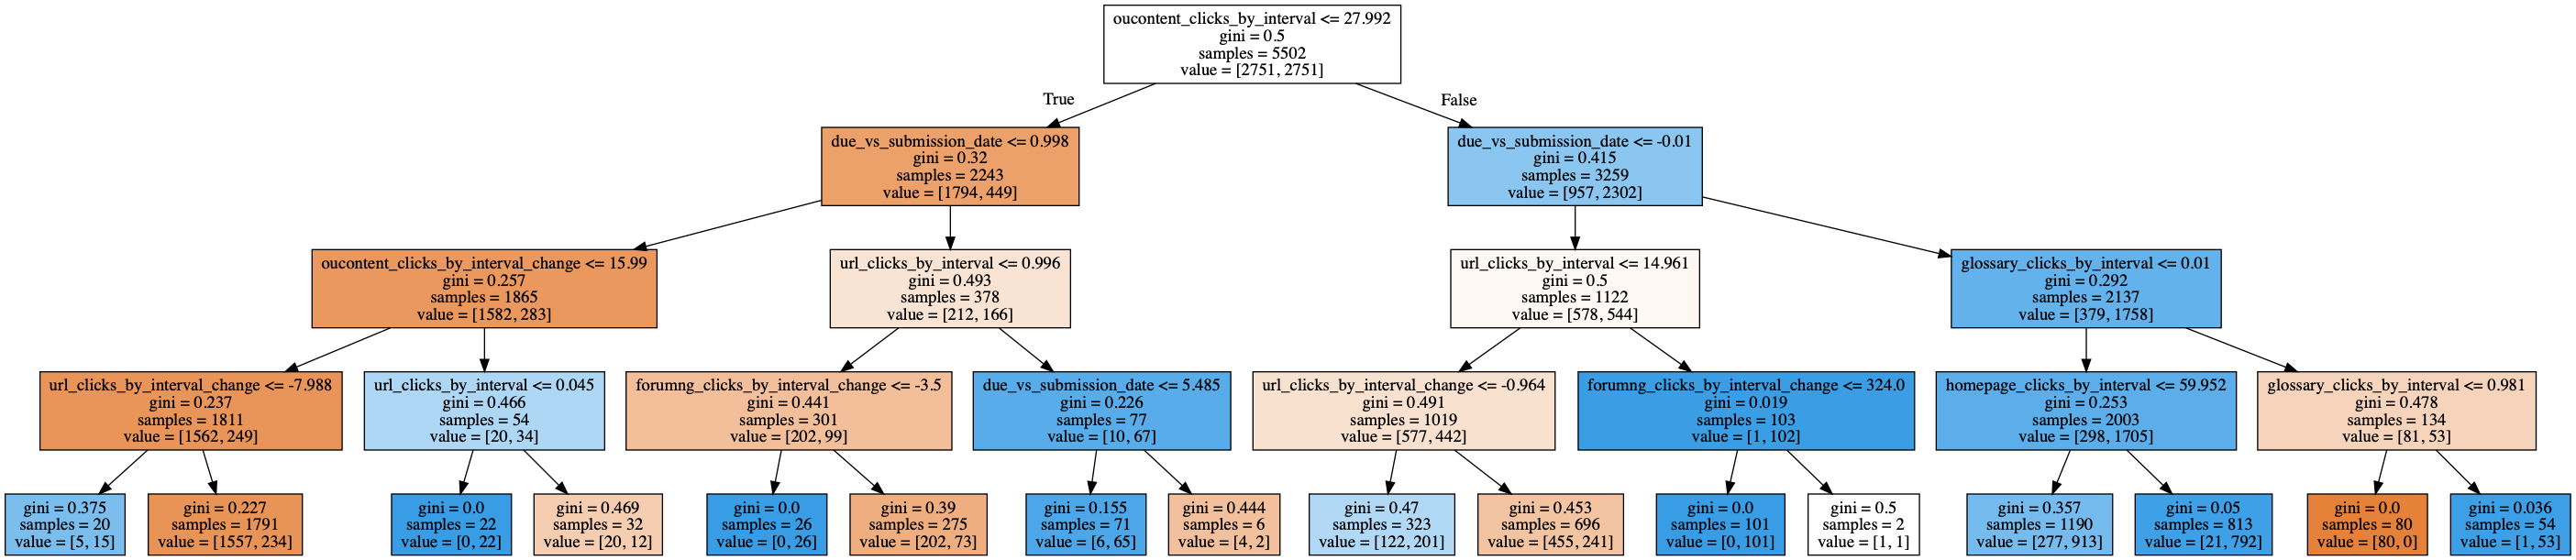 oucontent_clicks_by_interval <= 27.992
gini = 0.5
samples = 5502
value = [2751, 2751]
True
False
due_vs_submission_date <= 0.998
gini = 0.32
samples = 2243
value = [1794, 449]
due_vs_submission_date <= -0.01
gini = 0.415
samples = 3259
value = [957, 2302]
oucontent_clicks_by_interval_change <= 15.99
gini = 0.257
samples = 1865
value = [1582, 283]
url_clicks_by_interval <= 0.996
gini = 0.493
samples = 378
value = [212, 166]
url_clicks_by_interval <= 14.961
gini = 0.5
samples = 1122
value = [578, 544]
glossary_clicks_by_interval <= 0.01
gini = 0.292
samples = 2137
value = [379, 1758]
url_clicks_by_interval_change <= -7.988
gini = 0.237
samples = 1811
value = [1562, 249]
url_clicks_by_interval <= 0.045
gini = 0.466
samples = 54
value = [20, 34]
forumng_clicks_by_interval_change <= -3.5
gini = 0.441
samples = 301
value = [202, 99]
due_vs_submission_date <= 5.485
gini = 0.226
samples = 77
value = [10, 67]
url_clicks_by_interval_change <= -0.964
gini = 0.491
samples = 1019
value = [577, 442]
forumng_clicks_by_interval_change <= 324.0
gini = 0.019
samples = 103
value = [1, 102]
homepage_clicks_by_interval <= 59.952
gini = 0.253
samples = 2003
value = [298, 1705]
glossary_clicks_by_interval <= 0.981
gini = 0.478
samples = 134
value = [81, 53]
gini = 0.375
samples = 20
value = [5, 15]
gini = 0.227
samples = 1791
value = [1557, 234]
gini = 0.0
samples = 22
value = [0, 22]
gini = 0.469
samples = 32
value = [20, 12]
gini = 0.0
samples = 26
value = [0, 26]
gini = 0.39
samples = 275
value = [202, 73]
gini = 0.155
samples = 71
value = [6, 65]
gini = 0.444
samples = 6
value = [4, 2]
gini = 0.47
samples = 323
value = [122, 201]
gini = 0.453
samples = 696
value = [455, 241]
gini = 0.0
samples = 101
value = [0, 101]
gini = 0.5
samples = 2
value = [1, 1]
gini = 0.357
samples = 1190
value = [277, 913]
gini = 0.05
samples = 813
value = [21, 792]
gini = 0.0
samples = 80
value = [80, 0]
gini = 0.036
samples = 54
value = [1, 53]